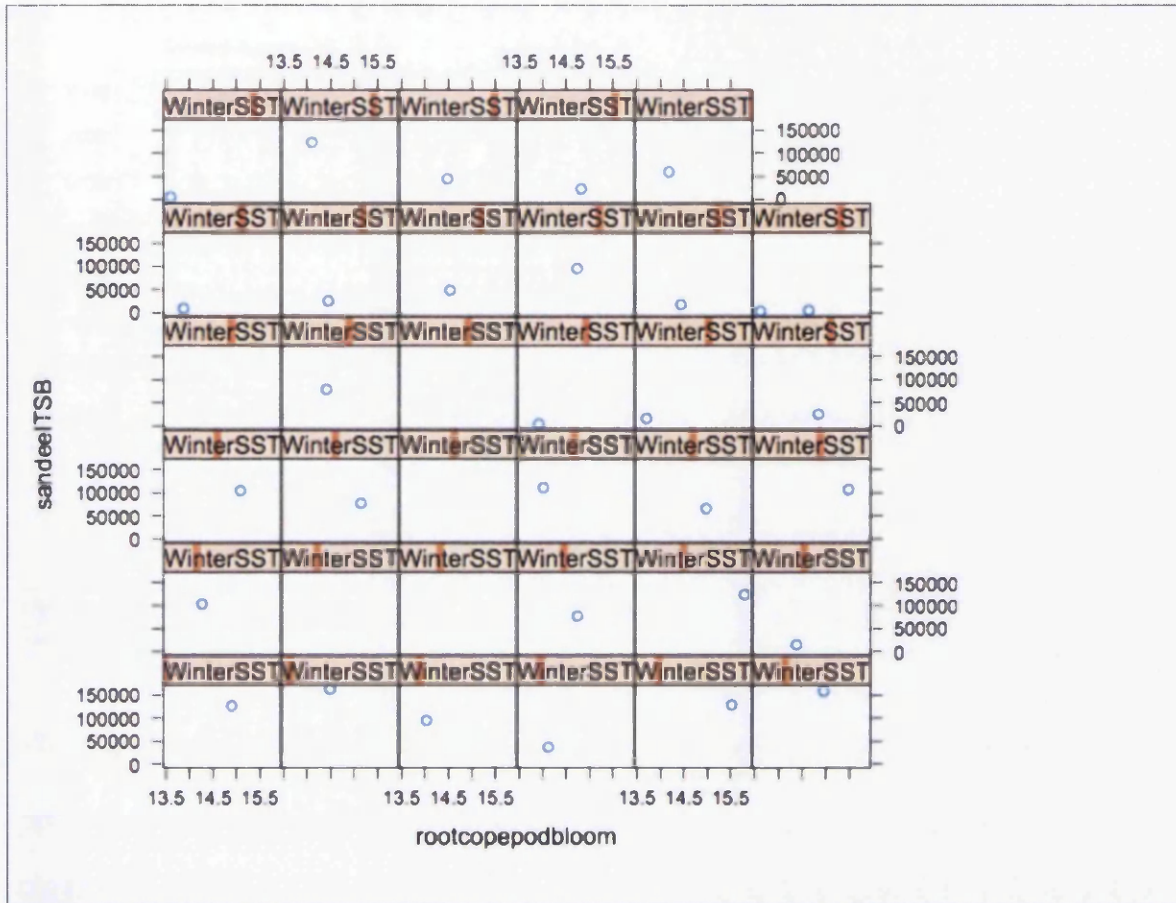 13.5 14.5 15.5 13.5 14.5 15.5
WinterSST WinterSST WinterSST WinterSST WinterSST
150000
100000
50000
0
WinterSST WinterSST WinterSST WinterSST WinterSST WinterSST
150000
100000
50000
0
WinterSST WinterSST WinterSST WinterSST WinterSST WinterSST
150000
100000
50000
0
sandeelTSB
WinterSST WinterSST WinterSST WinterSST WinterSST WinterSST
150000
100000
50000
0
WinterSST WinterSST WinterSST WinterSST WinterSST WinterSST
150000
100000
50000
0
WinterSST WinterSST WinterSST WinterSST WinterSST WinterSST
150000
100000
50000
0
13.5 14.5 15.5 13.5 14.5 15.5 13.5 14.5 15.5
rootcopepodbloom